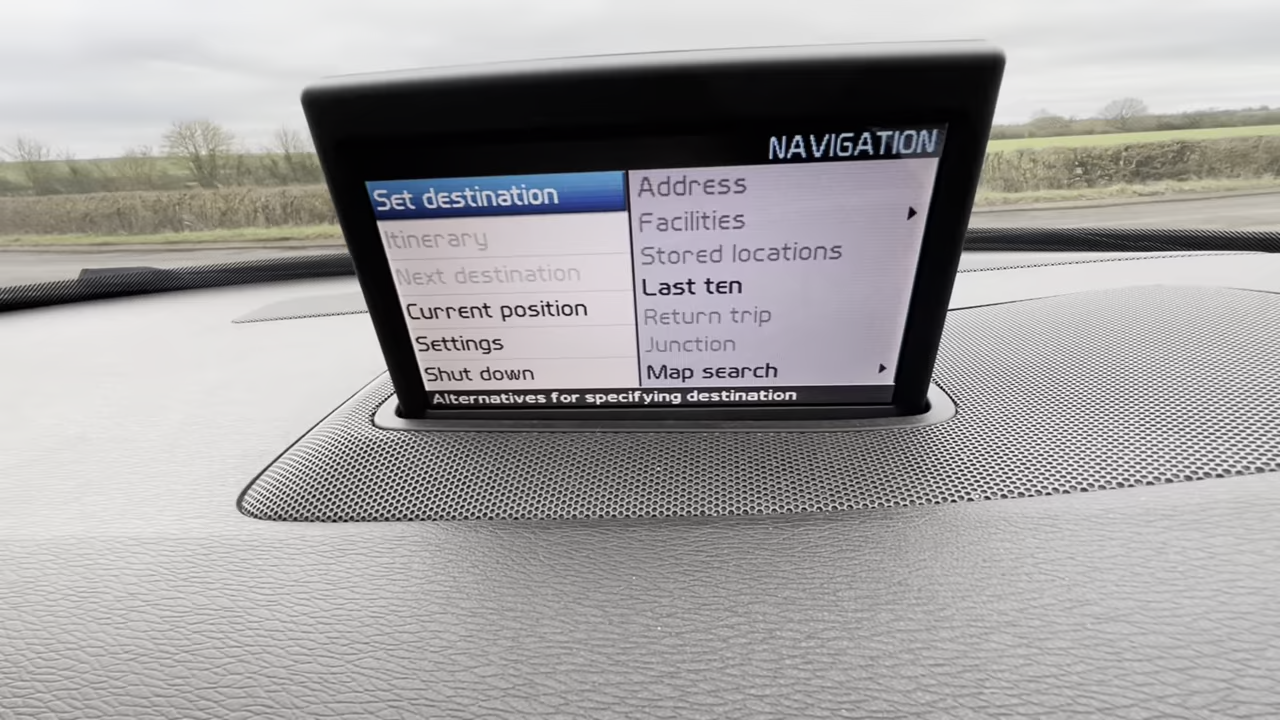 NAVIGATION
Set destination
Itinerary
Next destination
Current position
Settings
Shut down
Address
Facilities
Stored locations
Last ten
Return trip
Junction
Map search
Alternatives for specifying destination